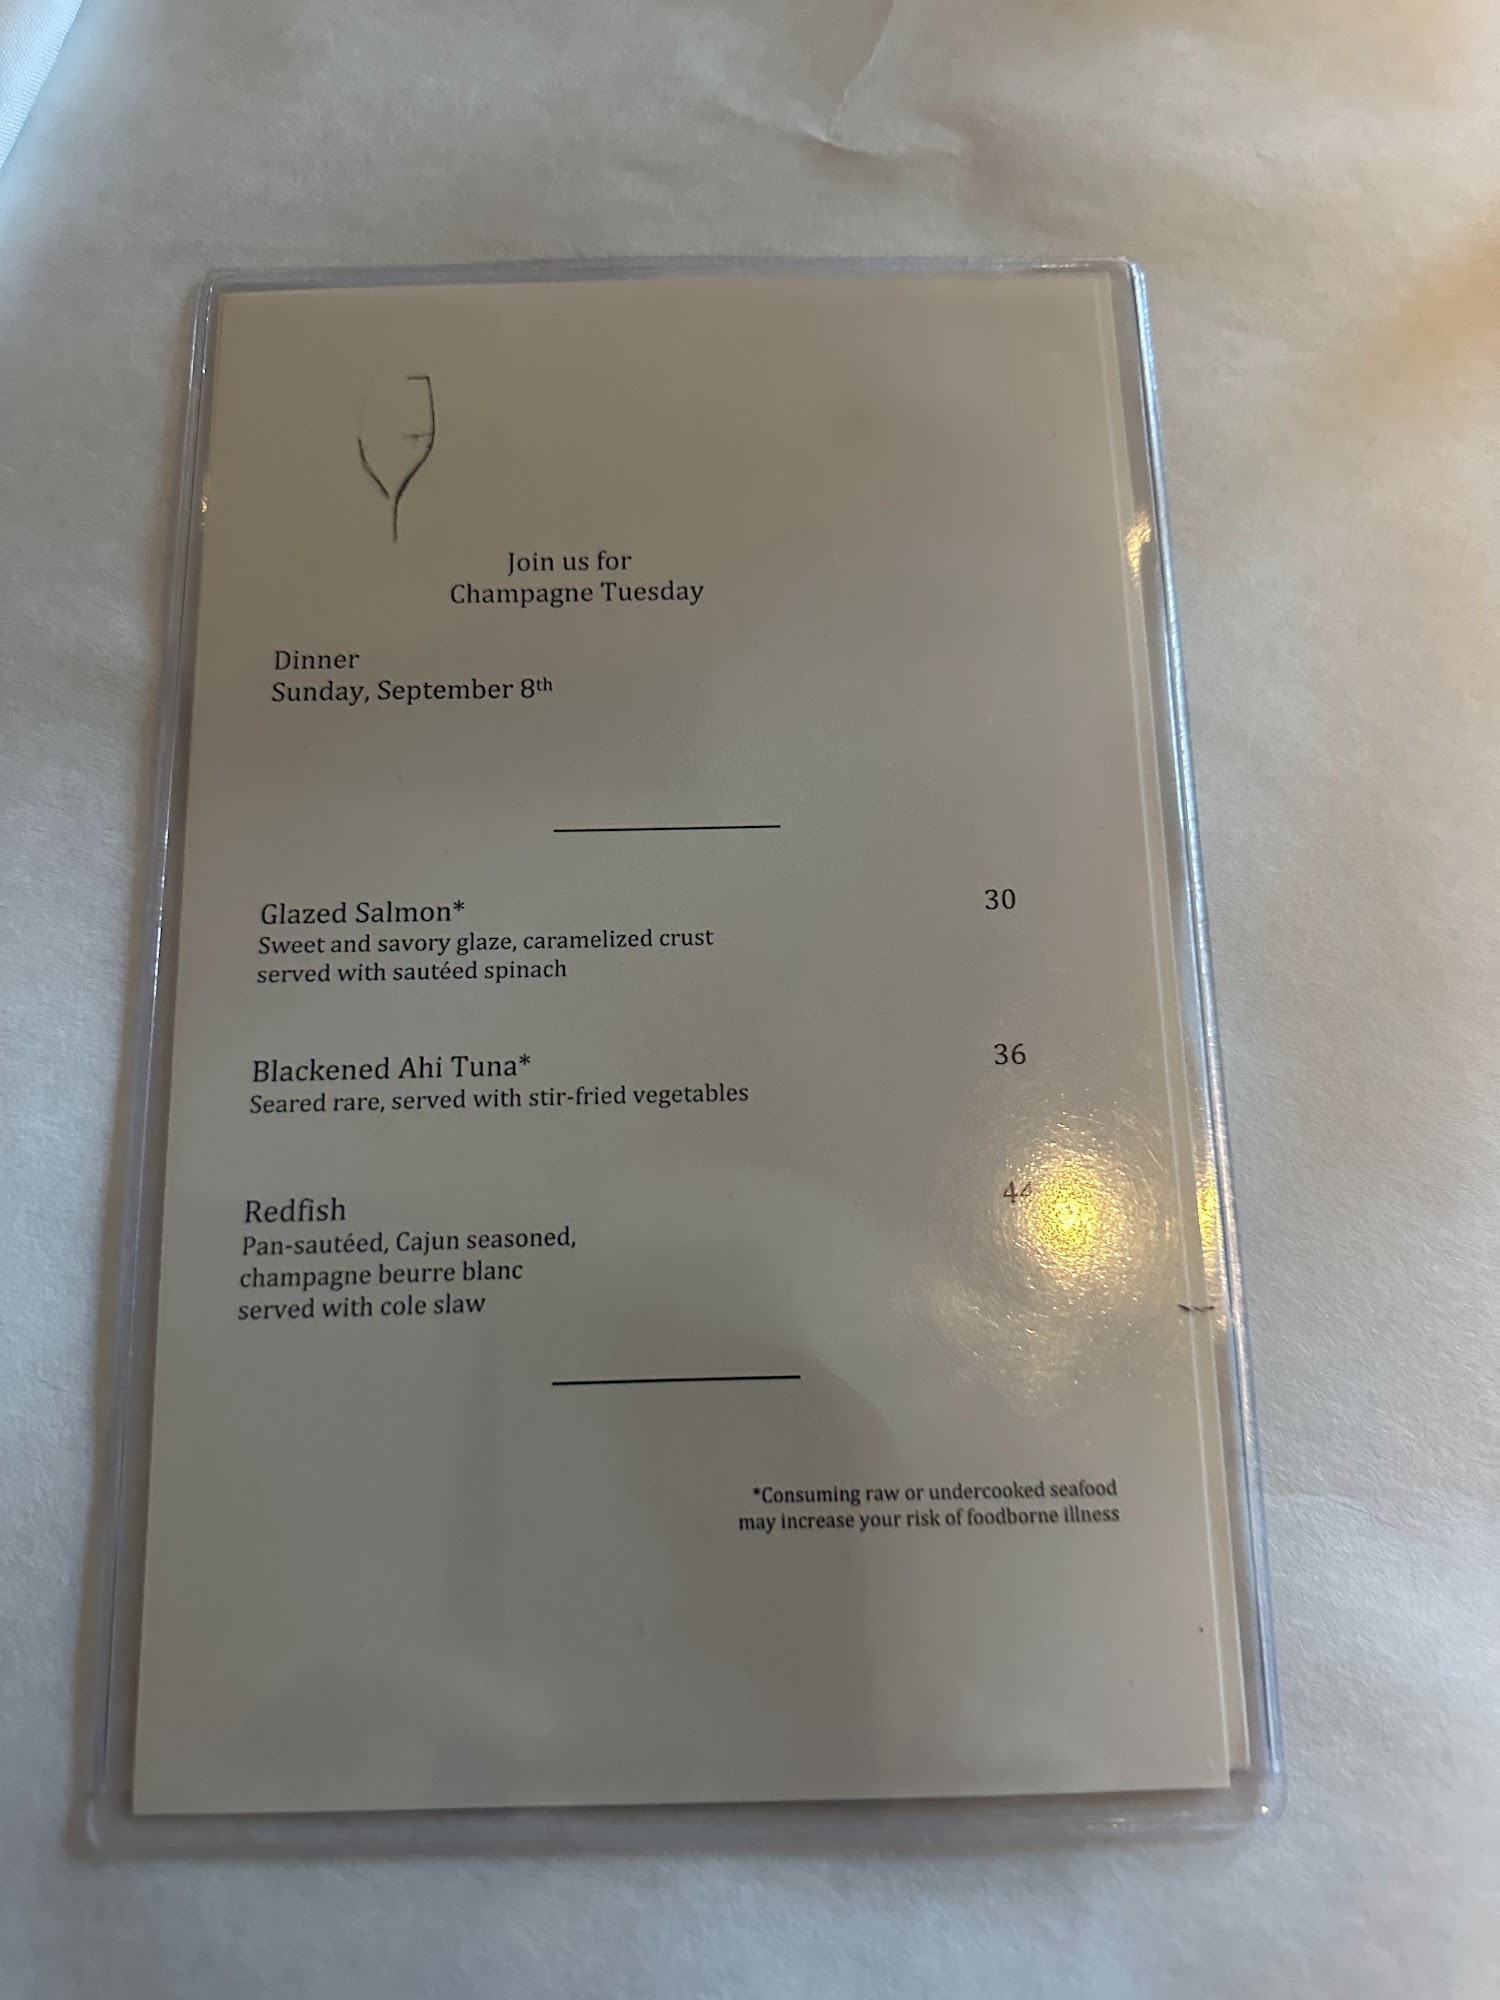 Join us for
Champagne Tuesday
Dinner
Sunday, September 8th
Glazed Salmon* 30
Sweet and savory glaze, caramelized crust
served with sautéed spinach
Blackened Ahi Tuna* 36
Seared rare, served with stir-fried vegetables
Redfish 44
Pan-sautéed, Cajun seasoned,
champagne beurre blanc
served with cole slaw
*Consuming raw or undercooked seafood
may increase your risk of foodborne illness